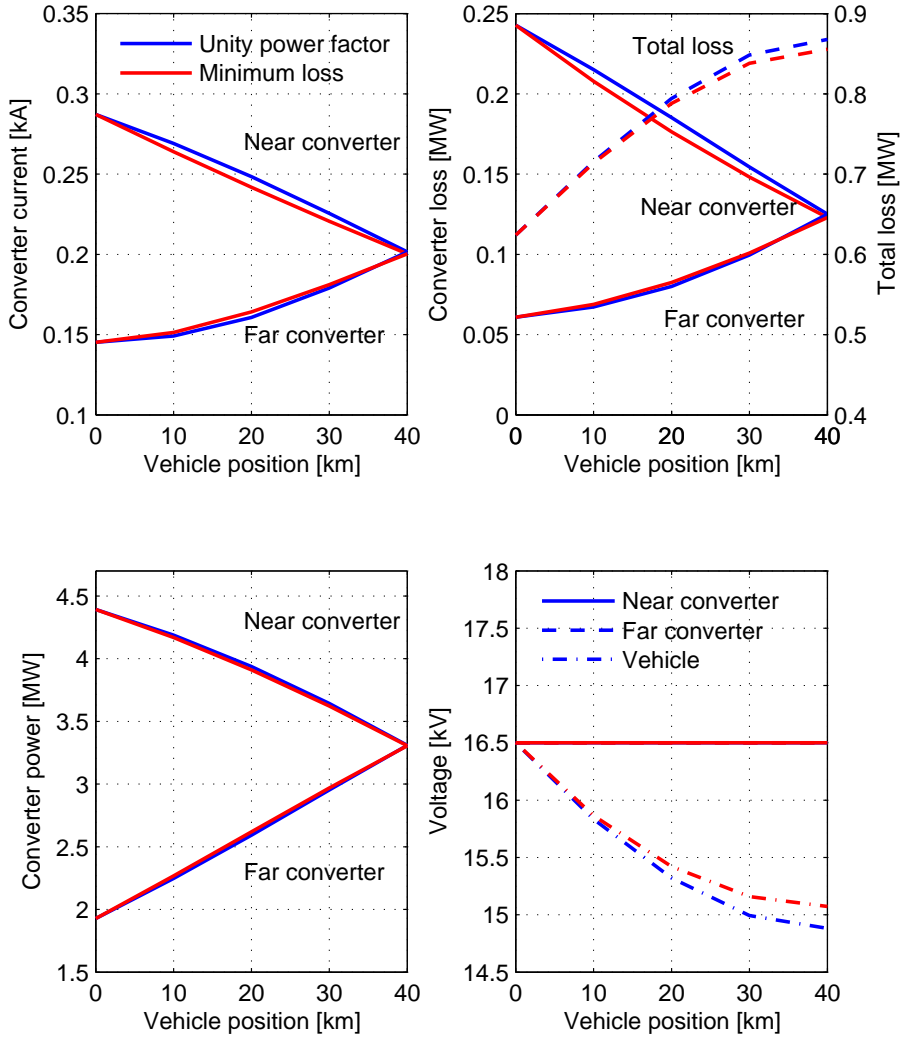 0.35
0.3
0.25
0.2
0.15
0.1
Converter current [kA]
Unity power factor
Minimum loss
Near converter
Far converter
0 10 20 30 40
Vehicle position [km]
0.25
0.2
0.15
0.1
0.05
0
Converter loss [MW]
Total loss
Near converter
Far converter
0.9
0.8
0.7
0.6
0.5
0.4
Total loss [MW]
0 10 20 30 40
Vehicle position [km]
4.5
4
3.5
3
2.5
2
1.5
Converter power [MW]
Near converter
Far converter
0 10 20 30 40
Vehicle position [km]
18
17.5
17
16.5
16
15.5
15
14.5
Voltage [kV]
Near converter
Far converter
Vehicle
0 10 20 30 40
Vehicle position [km]